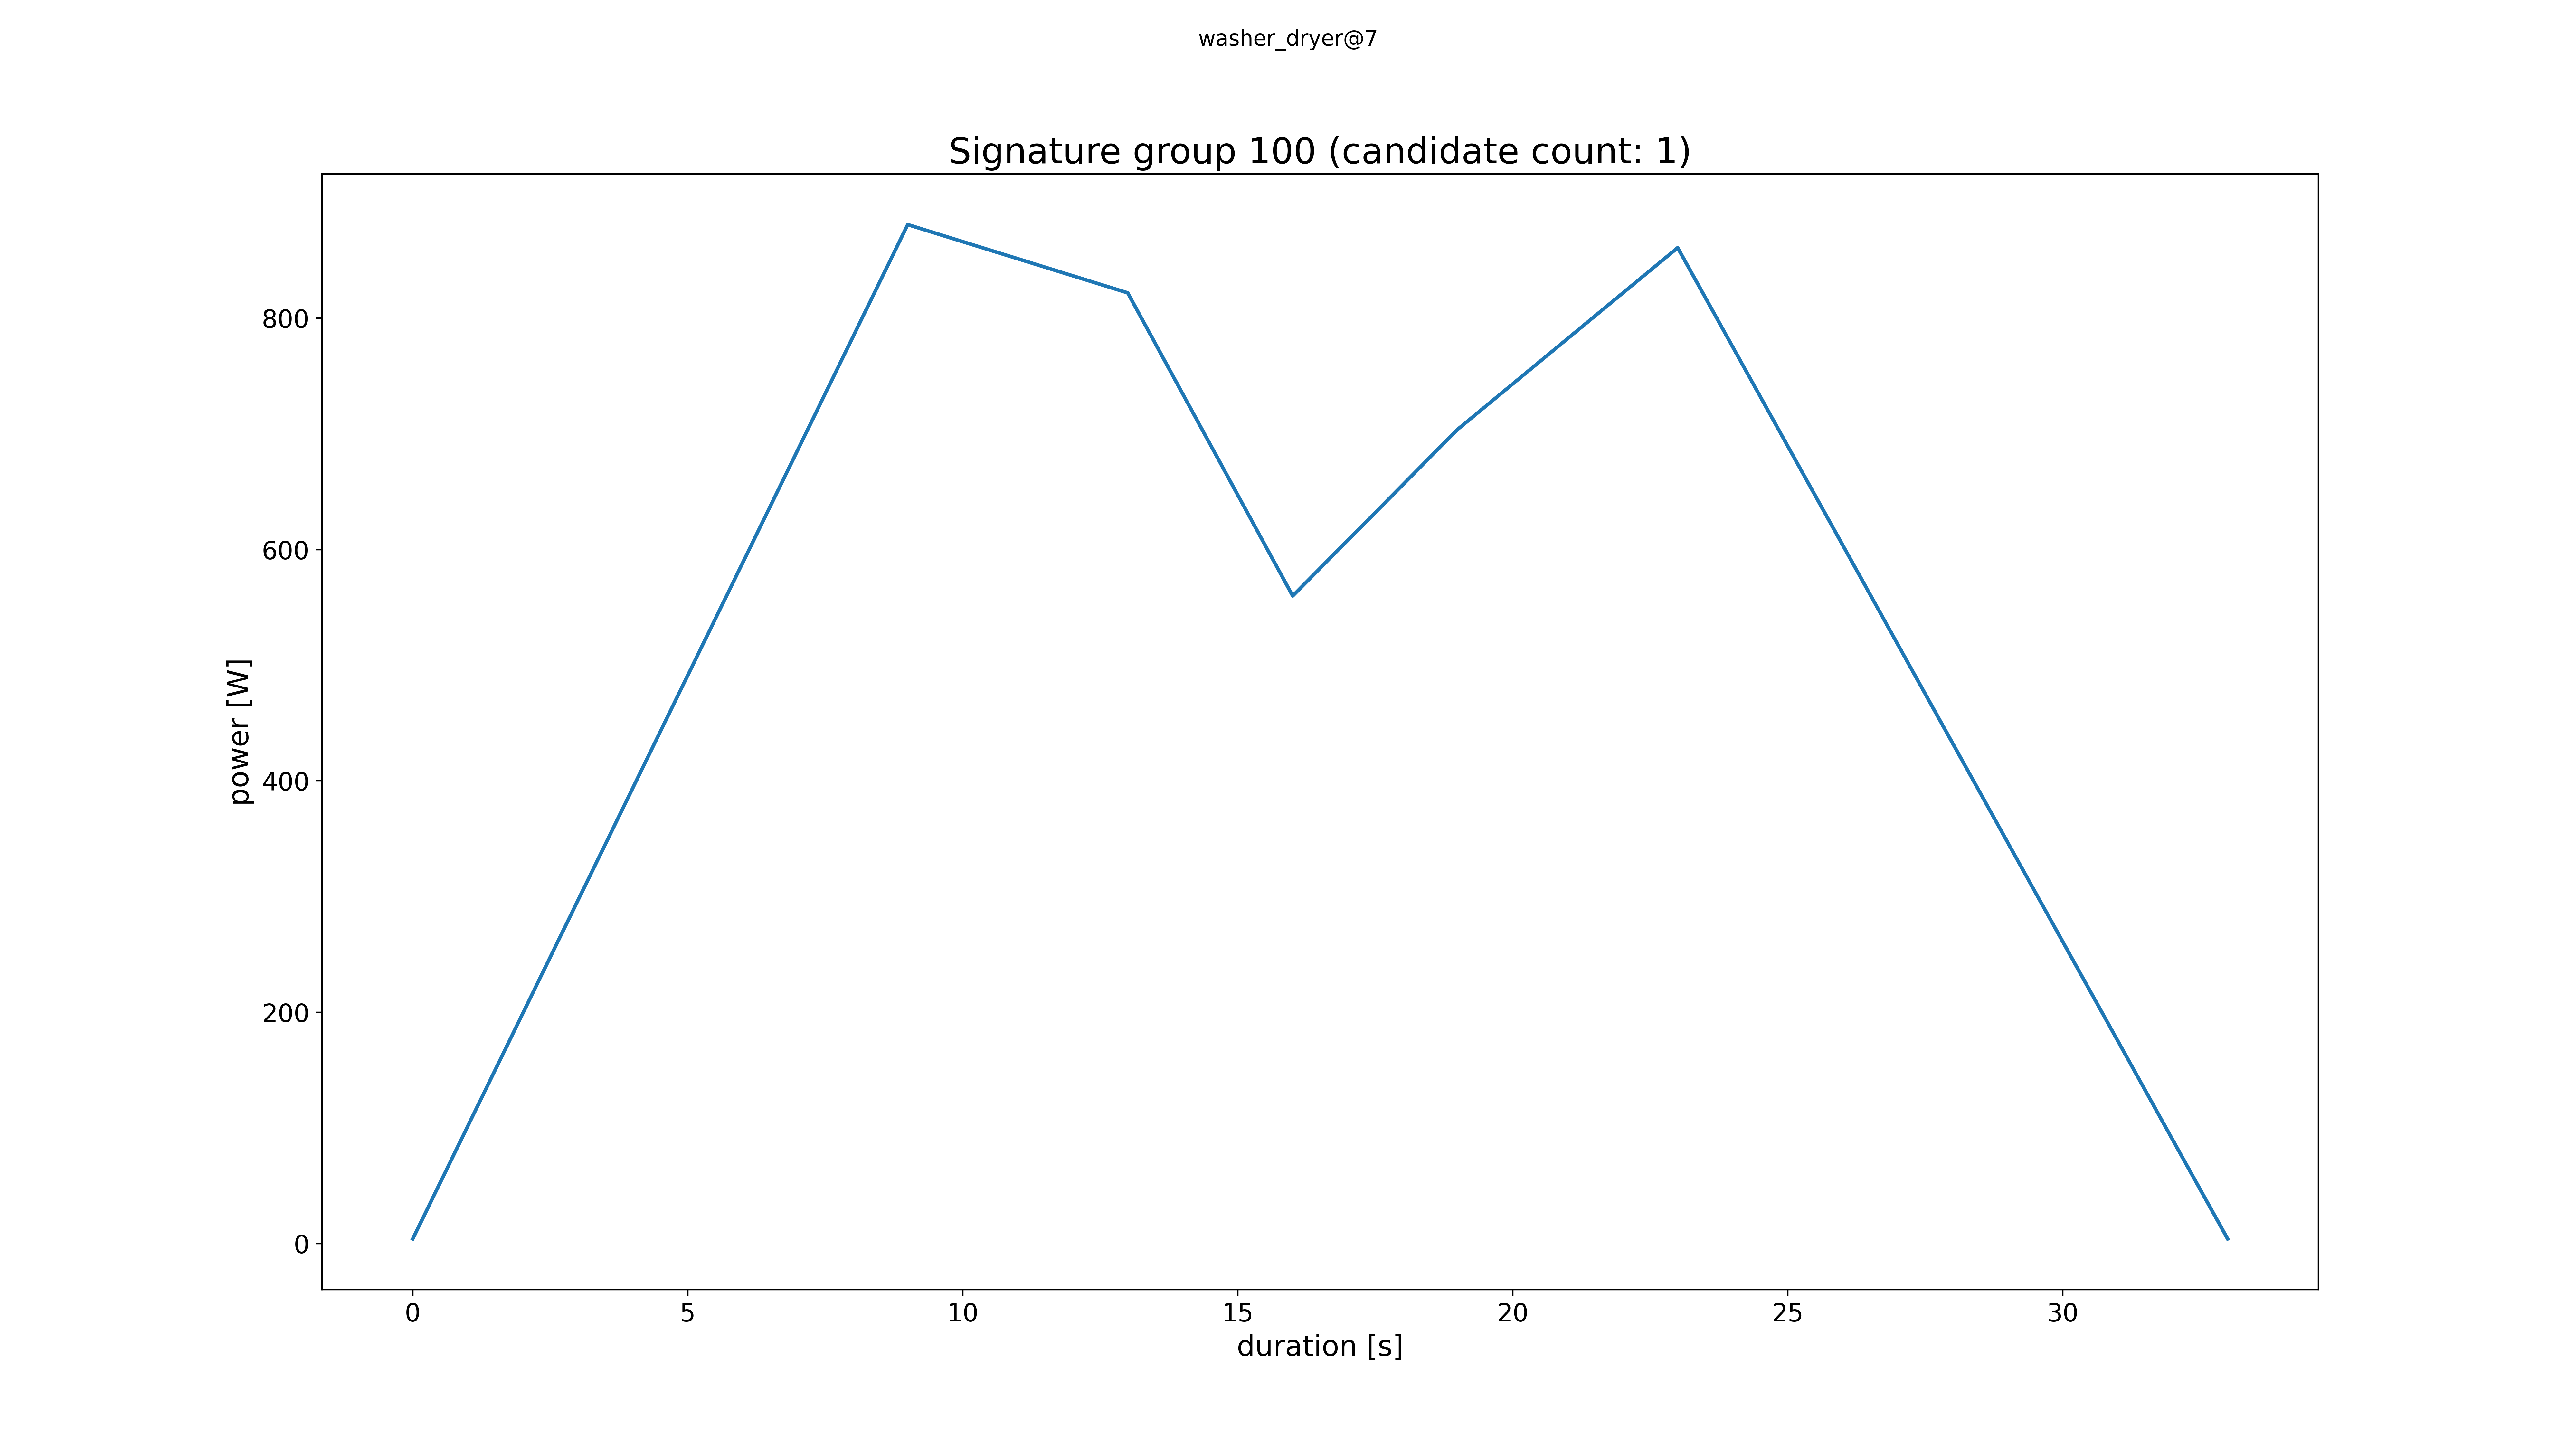 washer_dryer@7
Signature group 100 (candidate count: 1)
power [W]
800
600
400
200
0
0 5 10 15 20 25 30
duration [s]